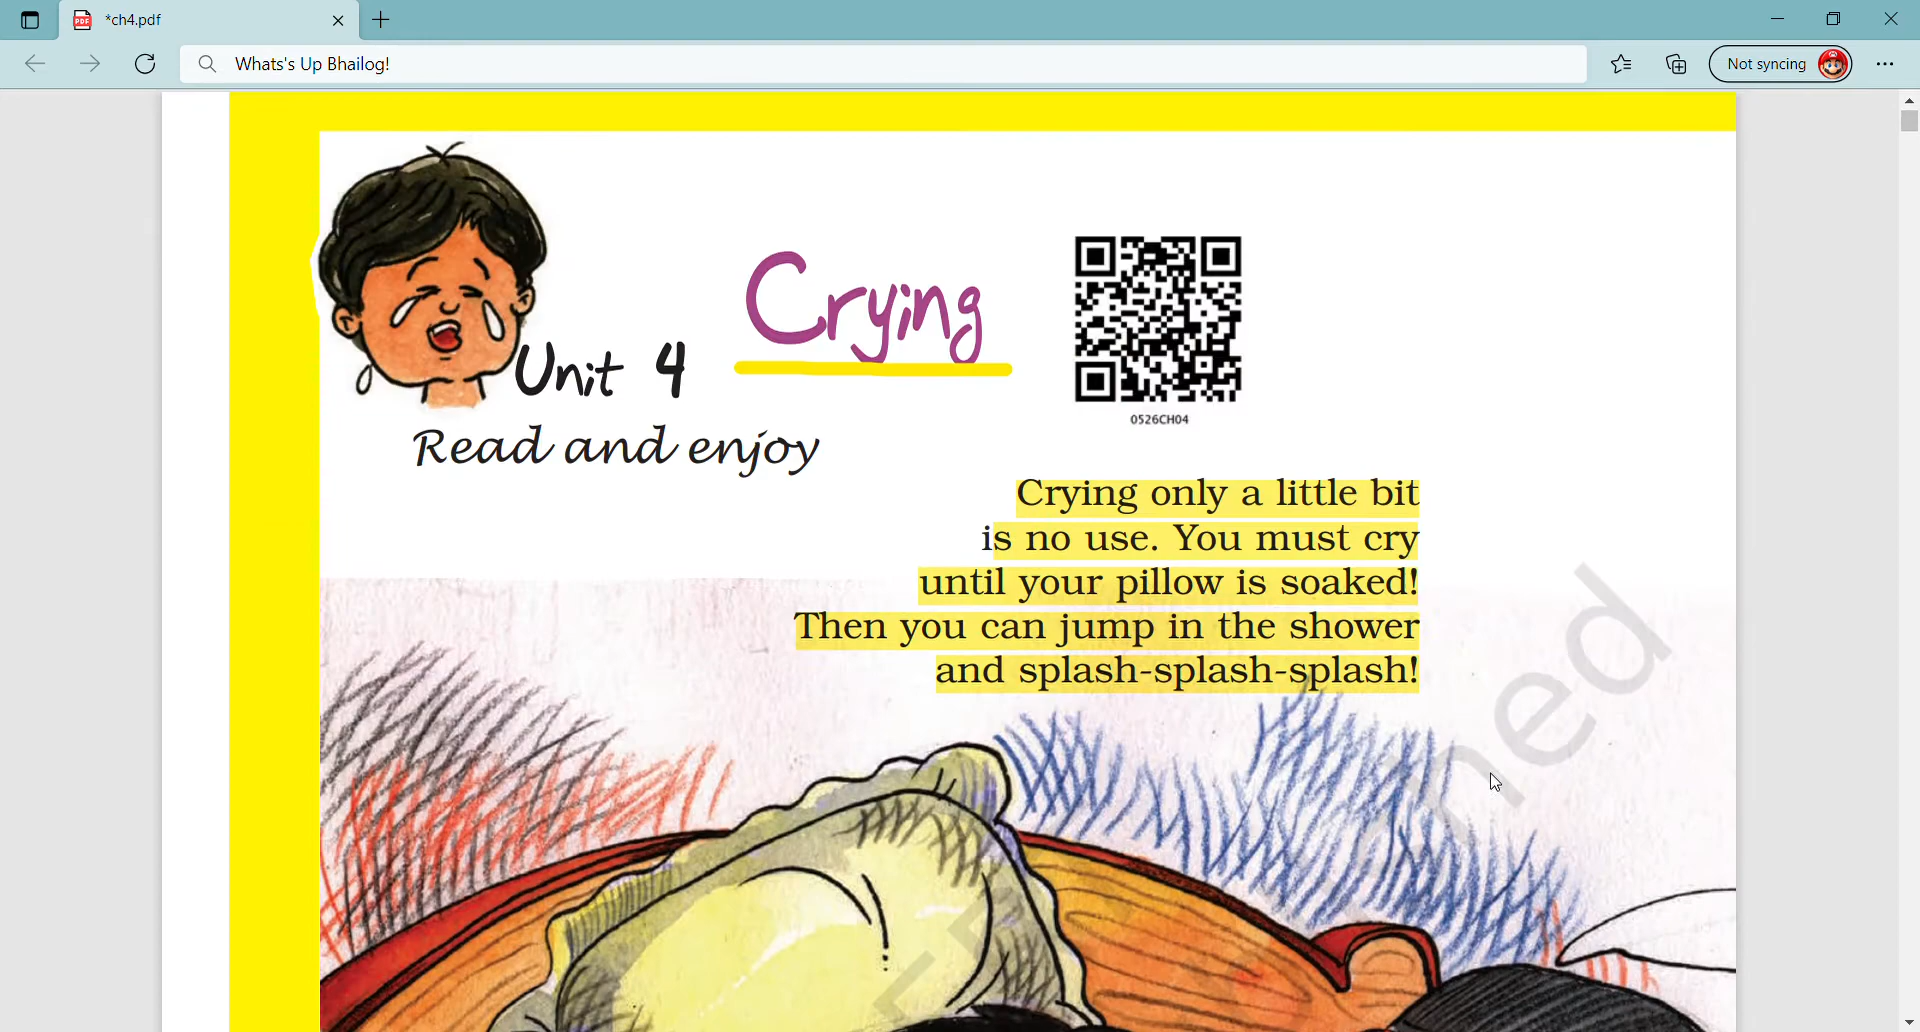 *ch4.pdf
Whats's Up Bhailog!
Not syncing
Crying
0526CH04
Unit 4
Read and enjoy
Crying only a little bit
is no use. You must cry
until your pillow is soaked!
Then you can jump in the shower
and splash-splash-splash!